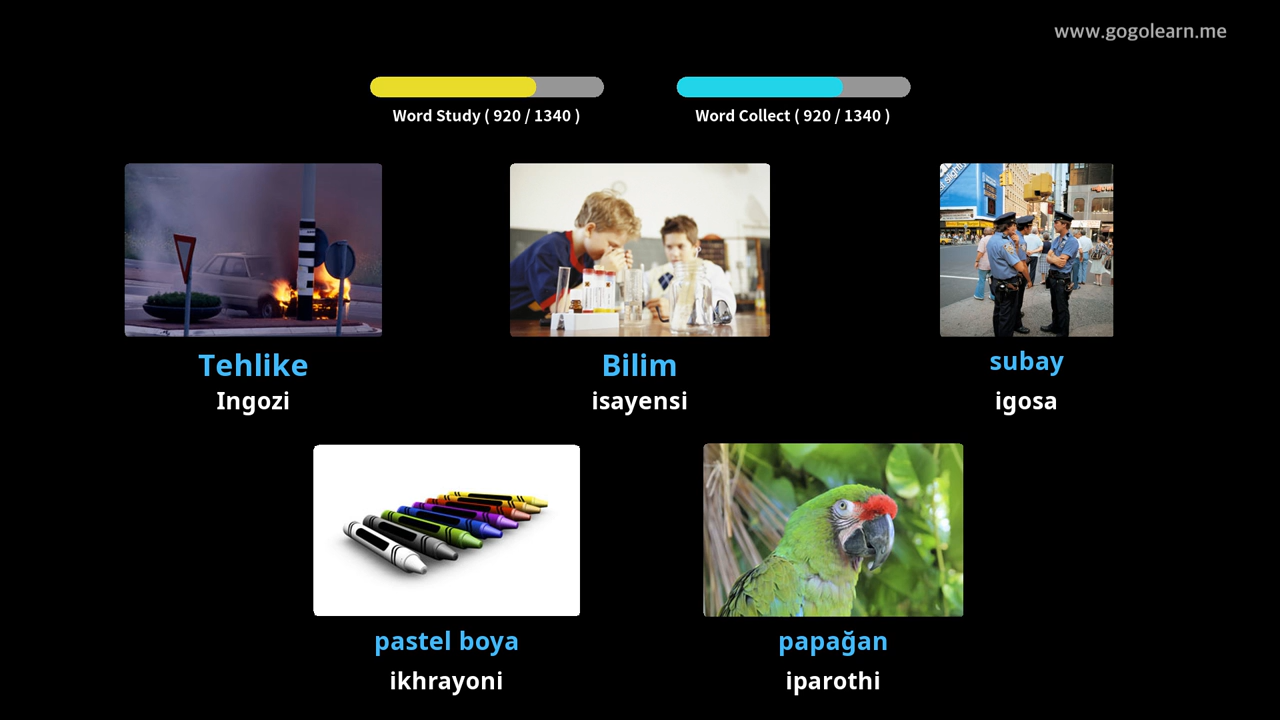 www.gogolearn.me
Word Study ( 920 / 1340 )
Word Collect ( 920 / 1340 )
Tehlike
Ingozi
Bilim
isayensi
subay
igosa
pastel boya
ikhrayoni
papağan
iparothi